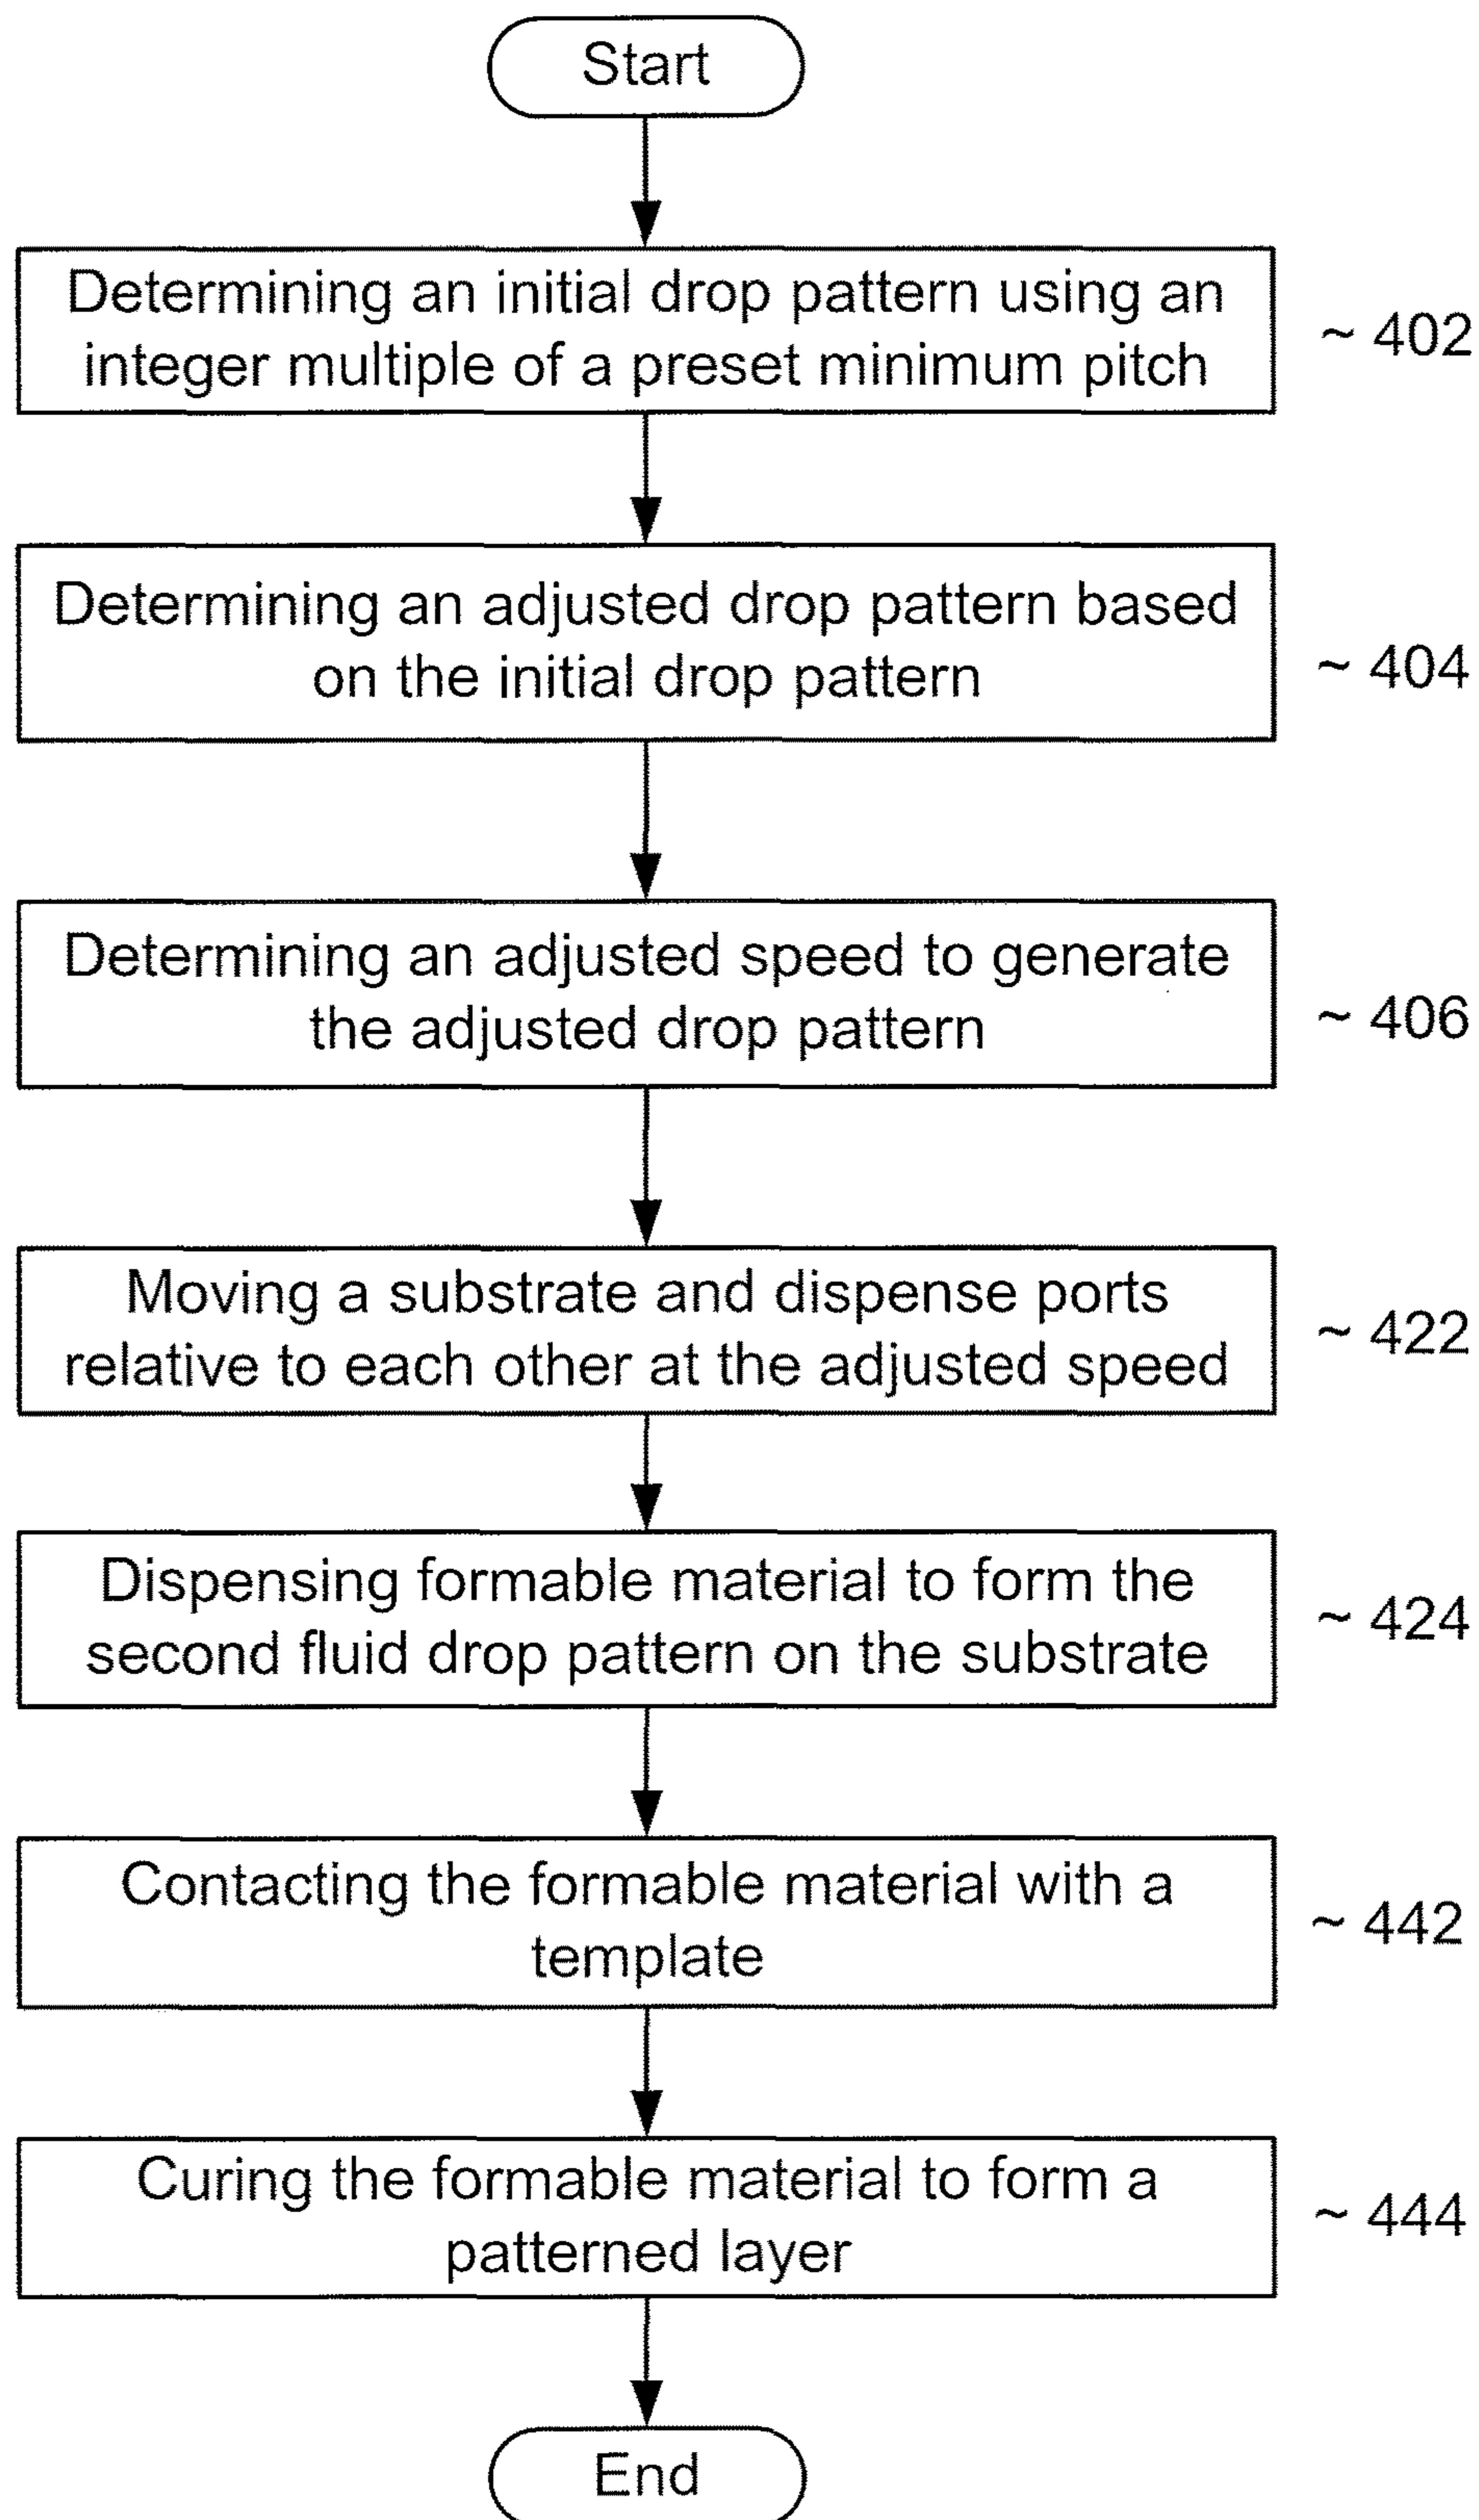 Start
Determining an initial drop pattern using an
integer multiple of a preset minimum pitch
~ 402
Determining an adjusted drop pattern based
on the initial drop pattern
~ 404
Determining an adjusted speed to generate
the adjusted drop pattern
~ 406
Moving a substrate and dispense ports
relative to each other at the adjusted speed
~ 422
Dispensing formable material to form the
second fluid drop pattern on the substrate
~ 424
Contacting the formable material with a
template
~ 442
Curing the formable material to form a
patterned layer
~ 444
End